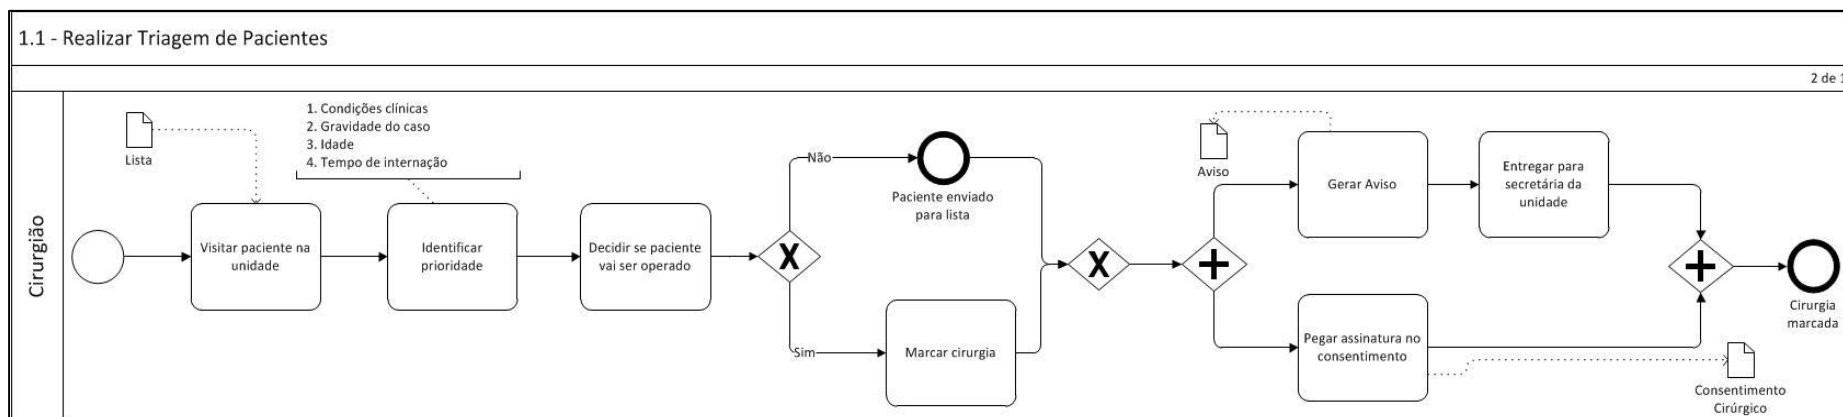 1.1 - Realizar Triagem de Pacientes
2 de 1
Cirurgião
Lista
1. Condições clínicas
2. Gravidade do caso
3. Idade
4. Tempo de internação
Visitar paciente na
unidade
Identificar
prioridade
Decidir se paciente
vai ser operado
X
Não
Paciente enviado
para lista
Sim
Marcar cirurgia
X
Aviso
Gerar Aviso
Entregar para
secretária da
unidade
Pegar assinatura no
consentimento
Consentimento
Cirúrgico
Cirurgia
marcada